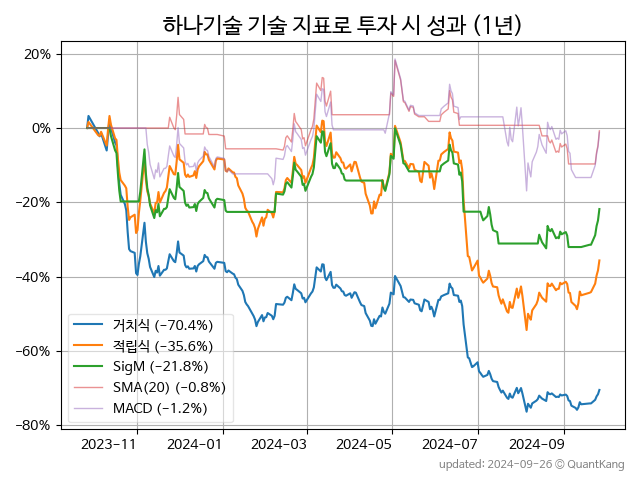 하나기술 기술 지표로 투자 시 성과 (1년)
20%
0%
−20%
−40%
−60%
−80%
거치식 (−70.4%)
적립식 (−35.6%)
SigM (−21.8%)
SMA(20) (−0.8%)
MACD (−1.2%)
2023−11 2024−01 2024−03 2024−05 2024−07 2024−09
updated: 2024−09−26 © QuantKang